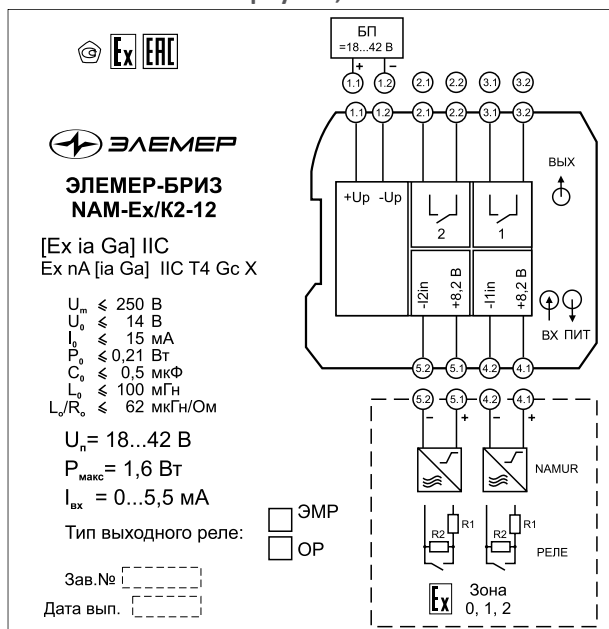 БП
=18...42 В
+ −
1.1 1.2 2.1 2.2 3.1 3.2
1.1 1.2 2.1 2.2 3.1 3.2
Ex EAC
ЭЛЕМЕР
ЭЛЕМЕР-БРИЗ
NAM-Ex/K2-12
[Ex ia Ga] IIC
Ex nA [ia Ga] IIC T4 Gc X
Um ⩽ 250 В
U0 ⩽ 14 В
I0 ⩽ 15 мА
P0 ⩽ 0,21 Вт
C0 ⩽ 0,5 мкФ
L0 ⩽ 100 мГн
Lo/Ro ⩽ 62 мкГн/Ом
Uп= 18...42 В
Pмакс= 1,6 Вт
Iвх = 0...5,5 мА
Тип выходного реле:
ЭМР
ОР
Зав.№
Дата вып.
+Up -Up
2
1
ВЫХ
-I2in
+8,2 В
-I1in
+8,2 В
ВХ ПИТ
5.2 5.1 4.2 4.1
5.2 5.1 4.2 4.1
− + − +
NAMUR
R1
R2
R1
R2
РЕЛЕ
Ex
Зона
0, 1, 2